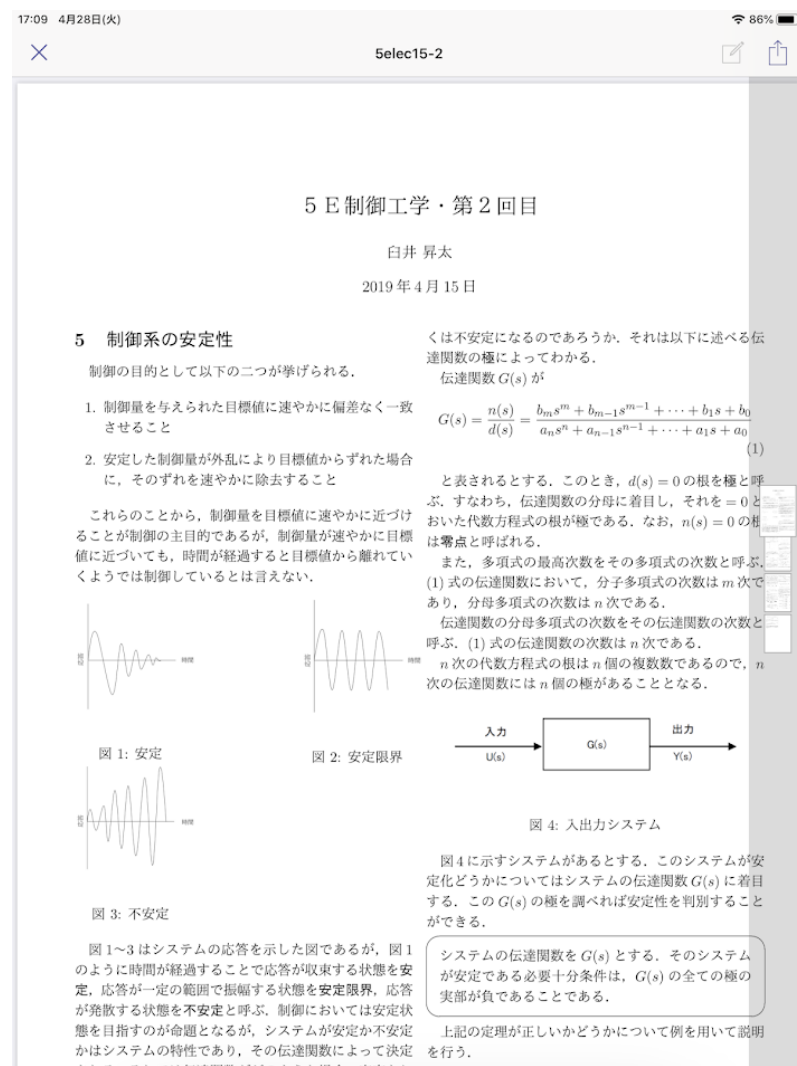 17:09 4月28日(火)
86%
5elec15-2
5 E 制御工学・第 2 回目
臼井 昇太
2019 年 4 月 15 日
5 制御系の安定性
制御の目的として以下の二つが挙げられる．
1. 制御量を与えられた目標値に速やかに偏差なく一致
させること
2. 安定した制御量が外乱により目標値からずれた場合
に，そのずれを速やかに除去すること
これらのことから，制御量を目標値に速やかに近づけ
ることが制御の主目的であるが，制御量が速やかに目標
値に近づいても，時間が経過すると目標値から離れてい
くようでは制御しているとは言えない．
時間
時間
図 1: 安定
図 2: 安定限界
時間
図 3: 不安定
図 1～3 はシステムの応答を示した図であるが，図 1
のように時間が経過することで応答が収束する状態を安
定，応答が一定の範囲で振幅する状態を安定限界，応答
が発散する状態を不安定と呼ぶ．制御においては安定状
態を目指すのが命題となるが，システムが安定か不安定
かはシステムの特性であり，その伝達関数によって決定
くは不安定になるのであろうか．それは以下に述べる伝
達関数の極によってわかる．
伝達関数 G(s) が
G(s) = n(s)/d(s) = (b_m s^m + b_{m−1} s^{m−1} + · · · + b_1 s + b_0)/(a_n s^n + a_{n−1} s^{n−1} + · · · + a_1 s + a_0)
(1)
と表されるとする．このとき，d(s) = 0 の根を極と呼
ぶ．すなわち，伝達関数の分母に着目し，それを = 0 と
おいた代数方程式の根が極である．なお，n(s) = 0 の根
は零点と呼ばれる．
また，多項式の最高次数をその多項式の次数と呼ぶ．
(1) 式の伝達関数において，分子多項式の次数は m 次で
あり，分母多項式の次数は n 次である．
伝達関数の分母多項式の次数をその伝達関数の次数と
呼ぶ．(1) 式の伝達関数の次数は n 次である．
n 次の代数方程式の根は n 個の複数数であるので，n
次の伝達関数には n 個の極があることとなる．
入力
U(s)
G(s)
出力
Y(s)
図 4: 入出力システム
図 4 に示すシステムがあるとする．このシステムが安
定化どうかについてはシステムの伝達関数 G(s) に着目
する．この G(s) の極を調べれば安定性を判別すること
ができる．
システムの伝達関数を G(s) とする．そのシステム
が安定である必要十分条件は，G(s) の全ての極の
実部が負であることである．
上記の定理が正しいかどうかについて例を用いて説明
を行う．